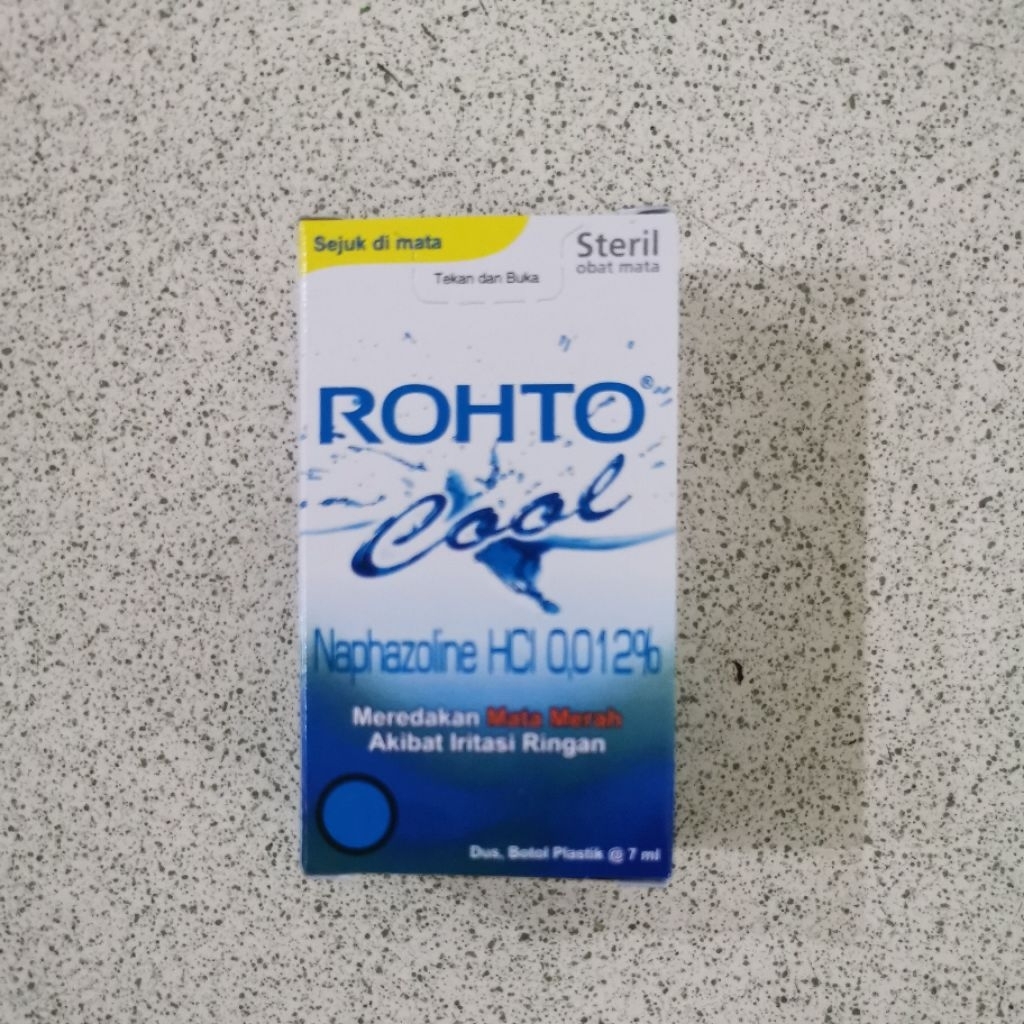 Sejuk di mata
Steril
obat mata
Tekan dan Buka
ROHTO®
Cool
Naphazoline HCl 0,012%
Meredakan Mata Merah
Akibat Iritasi Ringan
Dus, Botol Plastik @ 7 ml